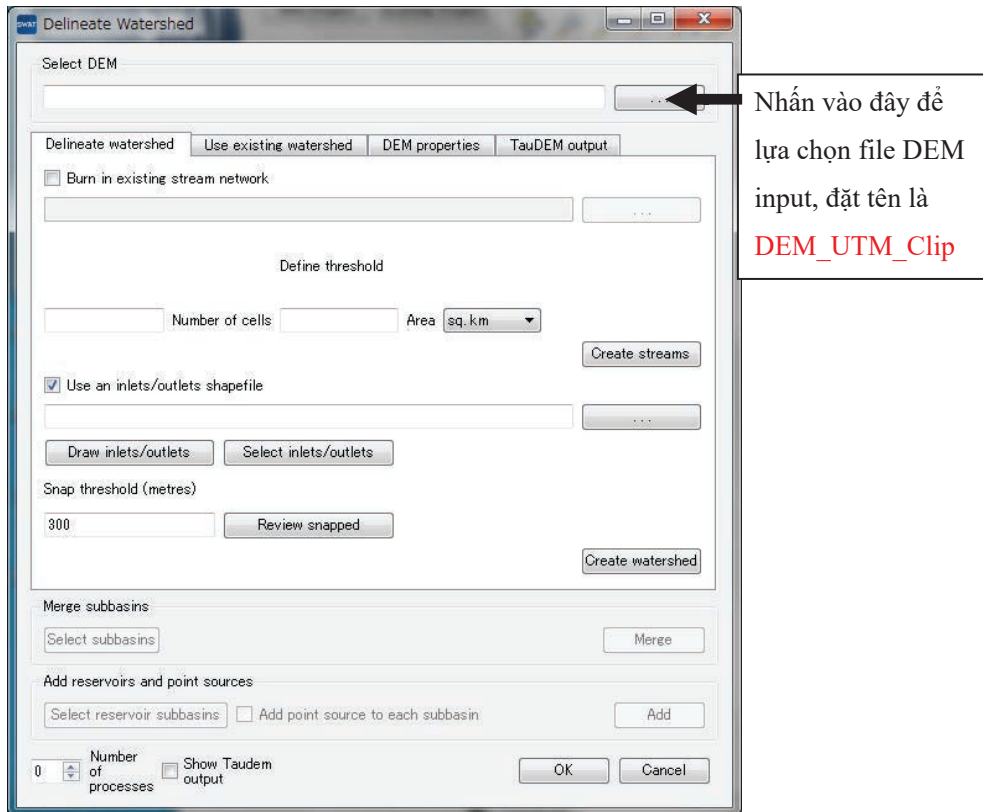 SWAT Delineate Watershed
Select DEM
...
Nhấn vào đây để
lựa chọn file DEM
input, đặt tên là
DEM_UTM_Clip
Delineate watershed Use existing watershed DEM properties TauDEM output
Burn in existing stream network
...
Define threshold
Number of cells Area sq.km
Create streams
Use an inlets/outlets shapefile
...
Draw inlets/outlets Select inlets/outlets
Snap threshold (metres)
300 Review snapped
Create watershed
Merge subbasins
Select subbasins Merge
Add reservoirs and point sources
Select reservoir subbasins Add point source to each subbasin Add
0 Number
of
processes
Show Taudem
output
OK Cancel